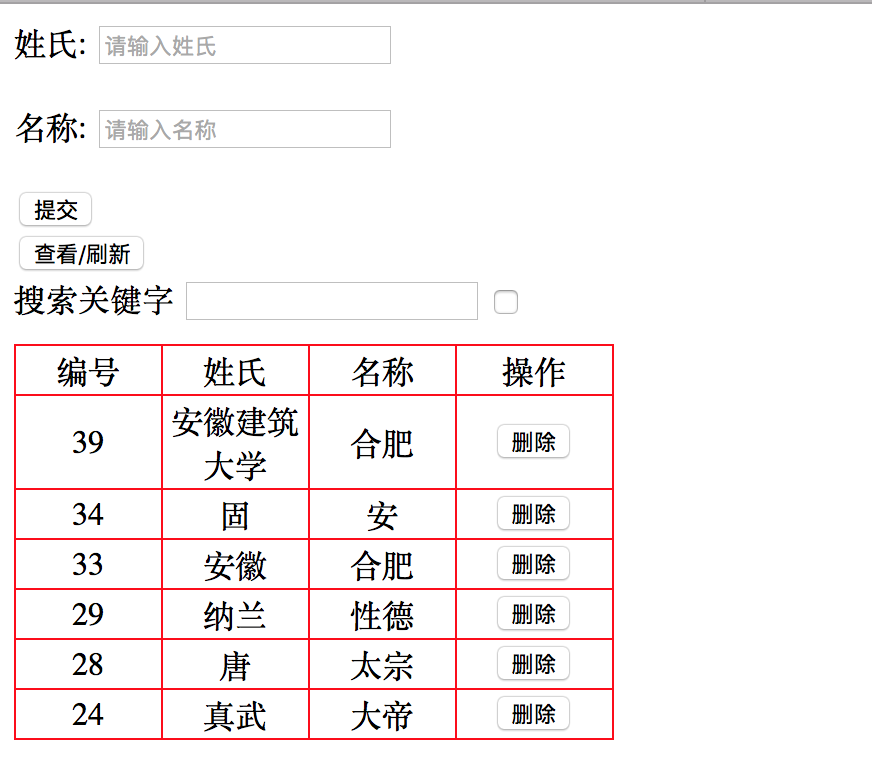 姓氏: 请输入姓氏
名称: 请输入名称
提交
查看/刷新
搜索关键字
编号 姓氏 名称 操作
39 安徽建筑大学 合肥 删除
34 固 安 删除
33 安徽 合肥 删除
29 纳兰 性德 删除
28 唐 太宗 删除
24 真武 大帝 删除